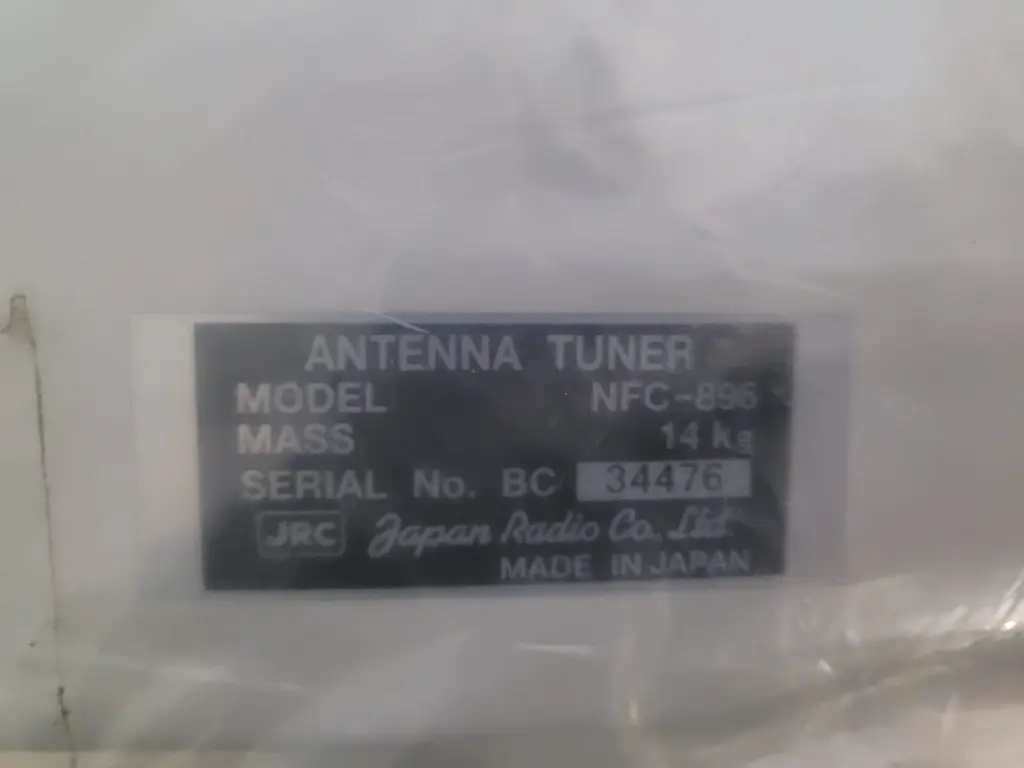 ANTENNA TUNER
MODEL NFC-896
MASS 14 kg
SERIAL No. BC 34476
JRC Japan Radio Co., Ltd.
MADE IN JAPAN